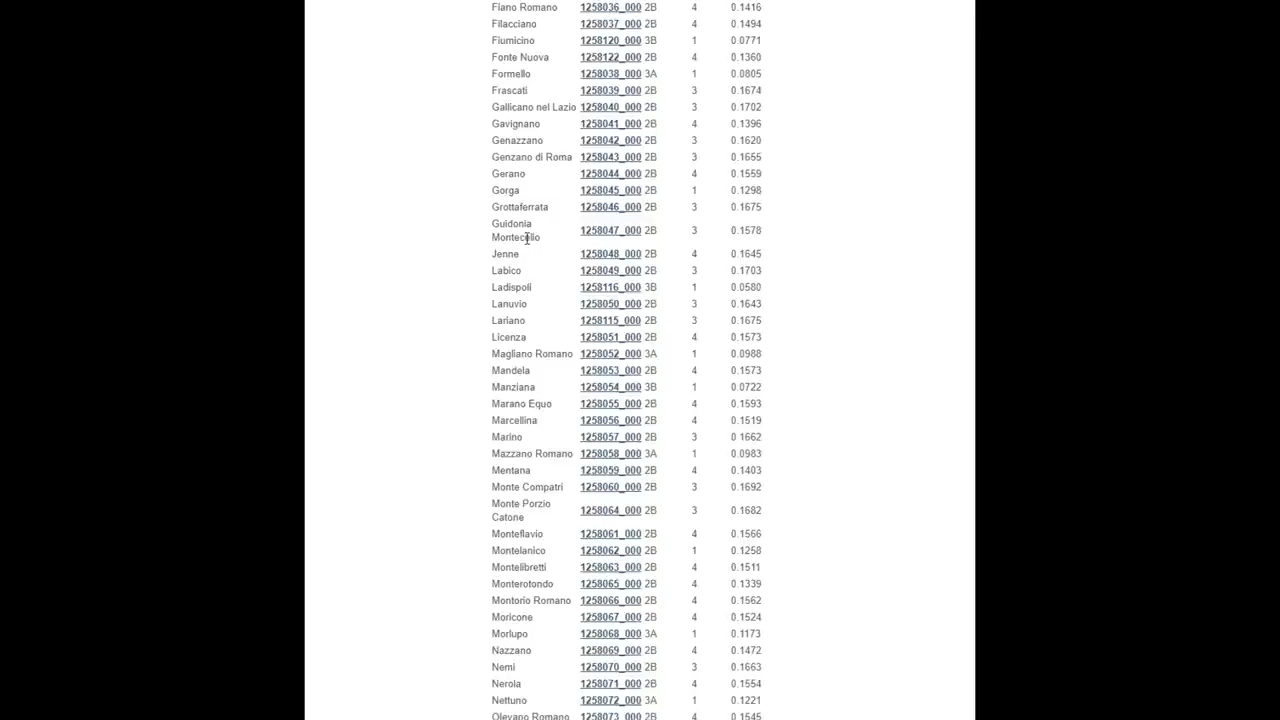 Fiano Romano 1258036_000 2B 4 0.1416
Filacciano 1258037_000 2B 4 0.1494
Fiumicino 1258120_000 3B 1 0.0771
Fonte Nuova 1258122_000 2B 4 0.1360
Formello 1258038_000 3A 1 0.0805
Frascati 1258039_000 2B 3 0.1674
Gallicano nel Lazio 1258040_000 2B 3 0.1702
Gavignano 1258041_000 2B 4 0.1396
Genazzano 1258042_000 2B 3 0.1620
Genzano di Roma 1258043_000 2B 3 0.1655
Gerano 1258044_000 2B 4 0.1559
Gorga 1258045_000 2B 1 0.1298
Grottaferrata 1258046_000 2B 3 0.1675
Guidonia
Montecelio 1258047_000 2B 3 0.1578
Jenne 1258048_000 2B 4 0.1645
Labico 1258049_000 2B 3 0.1703
Ladispoli 1258116_000 3B 1 0.0580
Lanuvio 1258050_000 2B 3 0.1643
Lariano 1258115_000 2B 3 0.1675
Licenza 1258051_000 2B 4 0.1573
Magliano Romano 1258052_000 3A 1 0.0988
Mandela 1258053_000 2B 4 0.1573
Manziana 1258054_000 3B 1 0.0722
Marano Equo 1258055_000 2B 4 0.1593
Marcellina 1258056_000 2B 4 0.1519
Marino 1258057_000 2B 3 0.1662
Mazzano Romano 1258058_000 3A 1 0.0983
Mentana 1258059_000 2B 4 0.1403
Monte Compatri 1258060_000 2B 3 0.1692
Monte Porzio
Catone 1258064_000 2B 3 0.1682
Monteflavio 1258061_000 2B 4 0.1566
Montelanico 1258062_000 2B 1 0.1258
Montelibretti 1258063_000 2B 4 0.1511
Monterotondo 1258065_000 2B 4 0.1339
Montorio Romano 1258066_000 2B 4 0.1562
Moricone 1258067_000 2B 4 0.1524
Morlupo 1258068_000 3A 1 0.1173
Nazzano 1258069_000 2B 4 0.1472
Nemi 1258070_000 2B 3 0.1663
Nerola 1258071_000 2B 4 0.1554
Nettuno 1258072_000 3A 1 0.1221
Olevano Romano 1258073_000 2B 4 0.1545